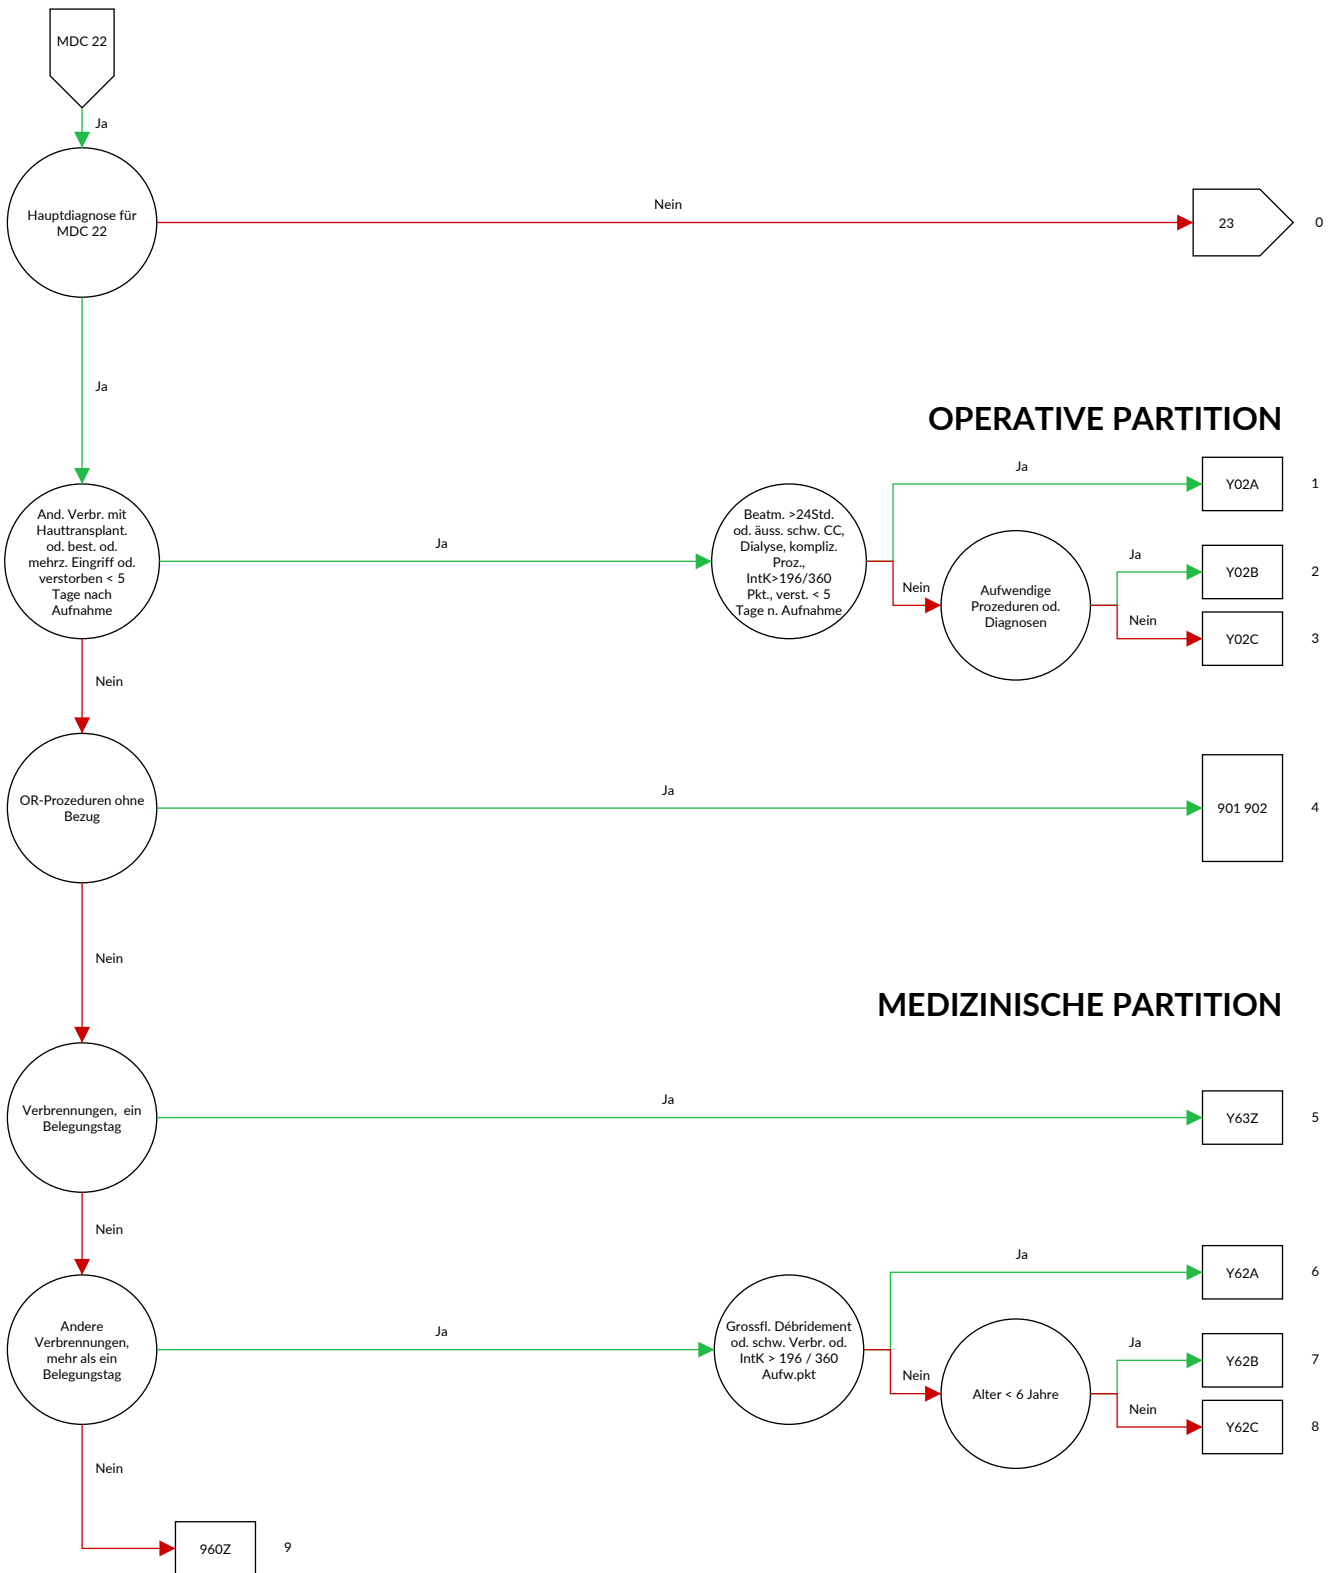 MDC 22
Ja
Hauptdiagnose für
MDC 22
Nein
23
0
Ja
OPERATIVE PARTITION
And. Verbr. mit
Hauttransplant.
od. best. od.
mehrz. Eingriff od.
verstorben < 5
Tage nach
Aufnahme
Ja
Beatm. >24Std.
od. äuss. schw. CC,
Dialyse, kompliz.
Proz.,
IntK>196/360
Pkt., verst. < 5
Tage n. Aufnahme
Ja
Y02A
1
Nein
Aufwendige
Prozeduren od.
Diagnosen
Ja
Y02B
2
Nein
Y02C
3
Nein
OR-Prozeduren ohne
Bezug
Ja
901 902
4
Nein
MEDIZINISCHE PARTITION
Verbrennungen, ein
Belegungstag
Ja
Y63Z
5
Nein
Andere
Verbrennungen,
mehr als ein
Belegungstag
Ja
Grossfl. Débridement
od. schw. Verbr. od.
IntK > 196 / 360
Aufw.pkt
Ja
Y62A
6
Nein
Alter < 6 Jahre
Ja
Y62B
7
Nein
Y62C
8
Nein
960Z
9